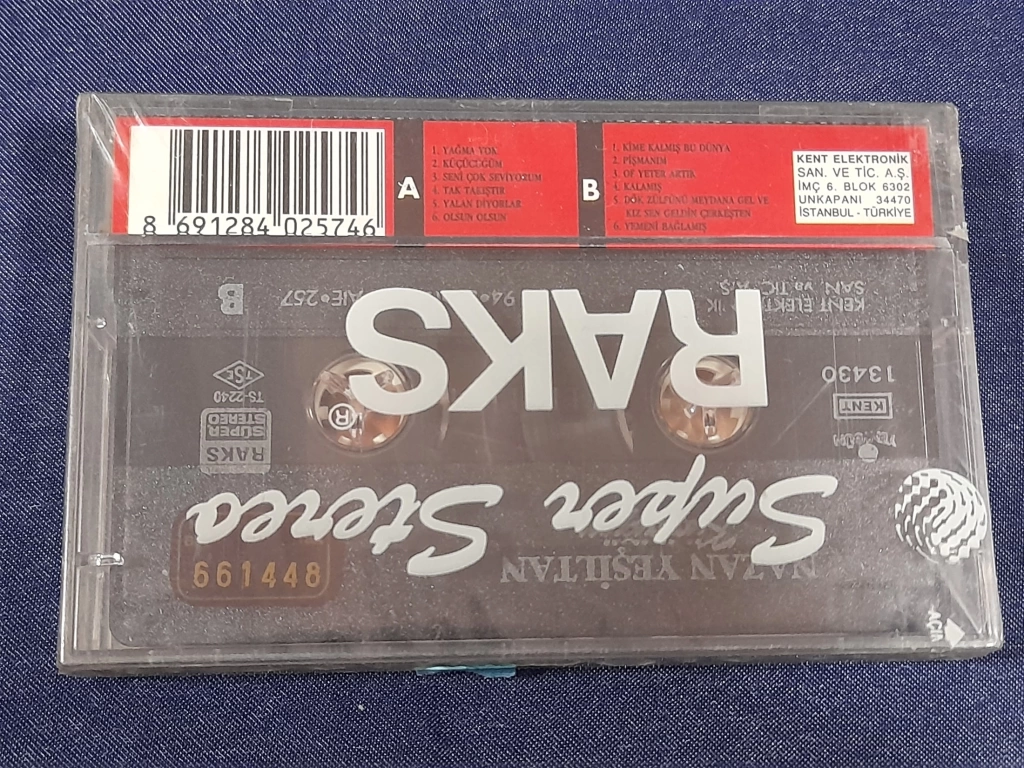 8 691284 025746
A
1. YAĞMA YOK
2. KÜÇÜCÜĞÜM
3. SENİ ÇOK SEVİYORUM
4. TAK TAKIŞTIR
5. YALAN DİYORLAR
6. OLSUN OLSUN
B
1. KİME KALMIŞ BU DÜNYA
2. PİŞMANIM
3. OF YETER ARTIK
4. KALAMIŞ
5. DÖK ZÜLFÜNÜ MEYDANA GEL VE
KIZ SEN GELDİN ÇERKEŞTEN
6. YEMENİ BAĞLAMIŞ
KENT ELEKTRONİK
SAN. VE TİC. A.Ş.
İMÇ 6. BLOK 6302
UNKAPANI 34470
İSTANBUL - TÜRKİYE
661448
NAZAN YEŞİLTAN
Super Stereo
RAKS
SÜPER
STEREO
KENT
TS-2240
TSE
13430
RAKS
®
B
SAN. ve TİC. A.Ş